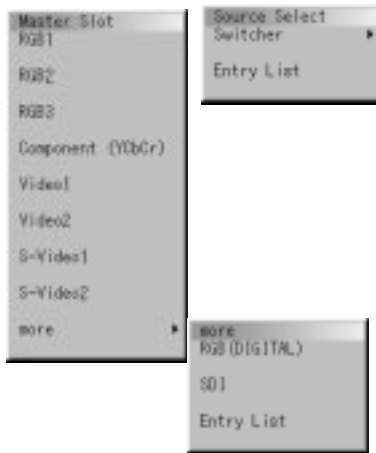 Master Slot
RGB1
RGB2
RGB3
Component (YCbCr)
Video1
Video2
S-Video1
S-Video2
more
Source Select
Switcher
Entry List
more
RGB(DIGITAL)
SDI
Entry List